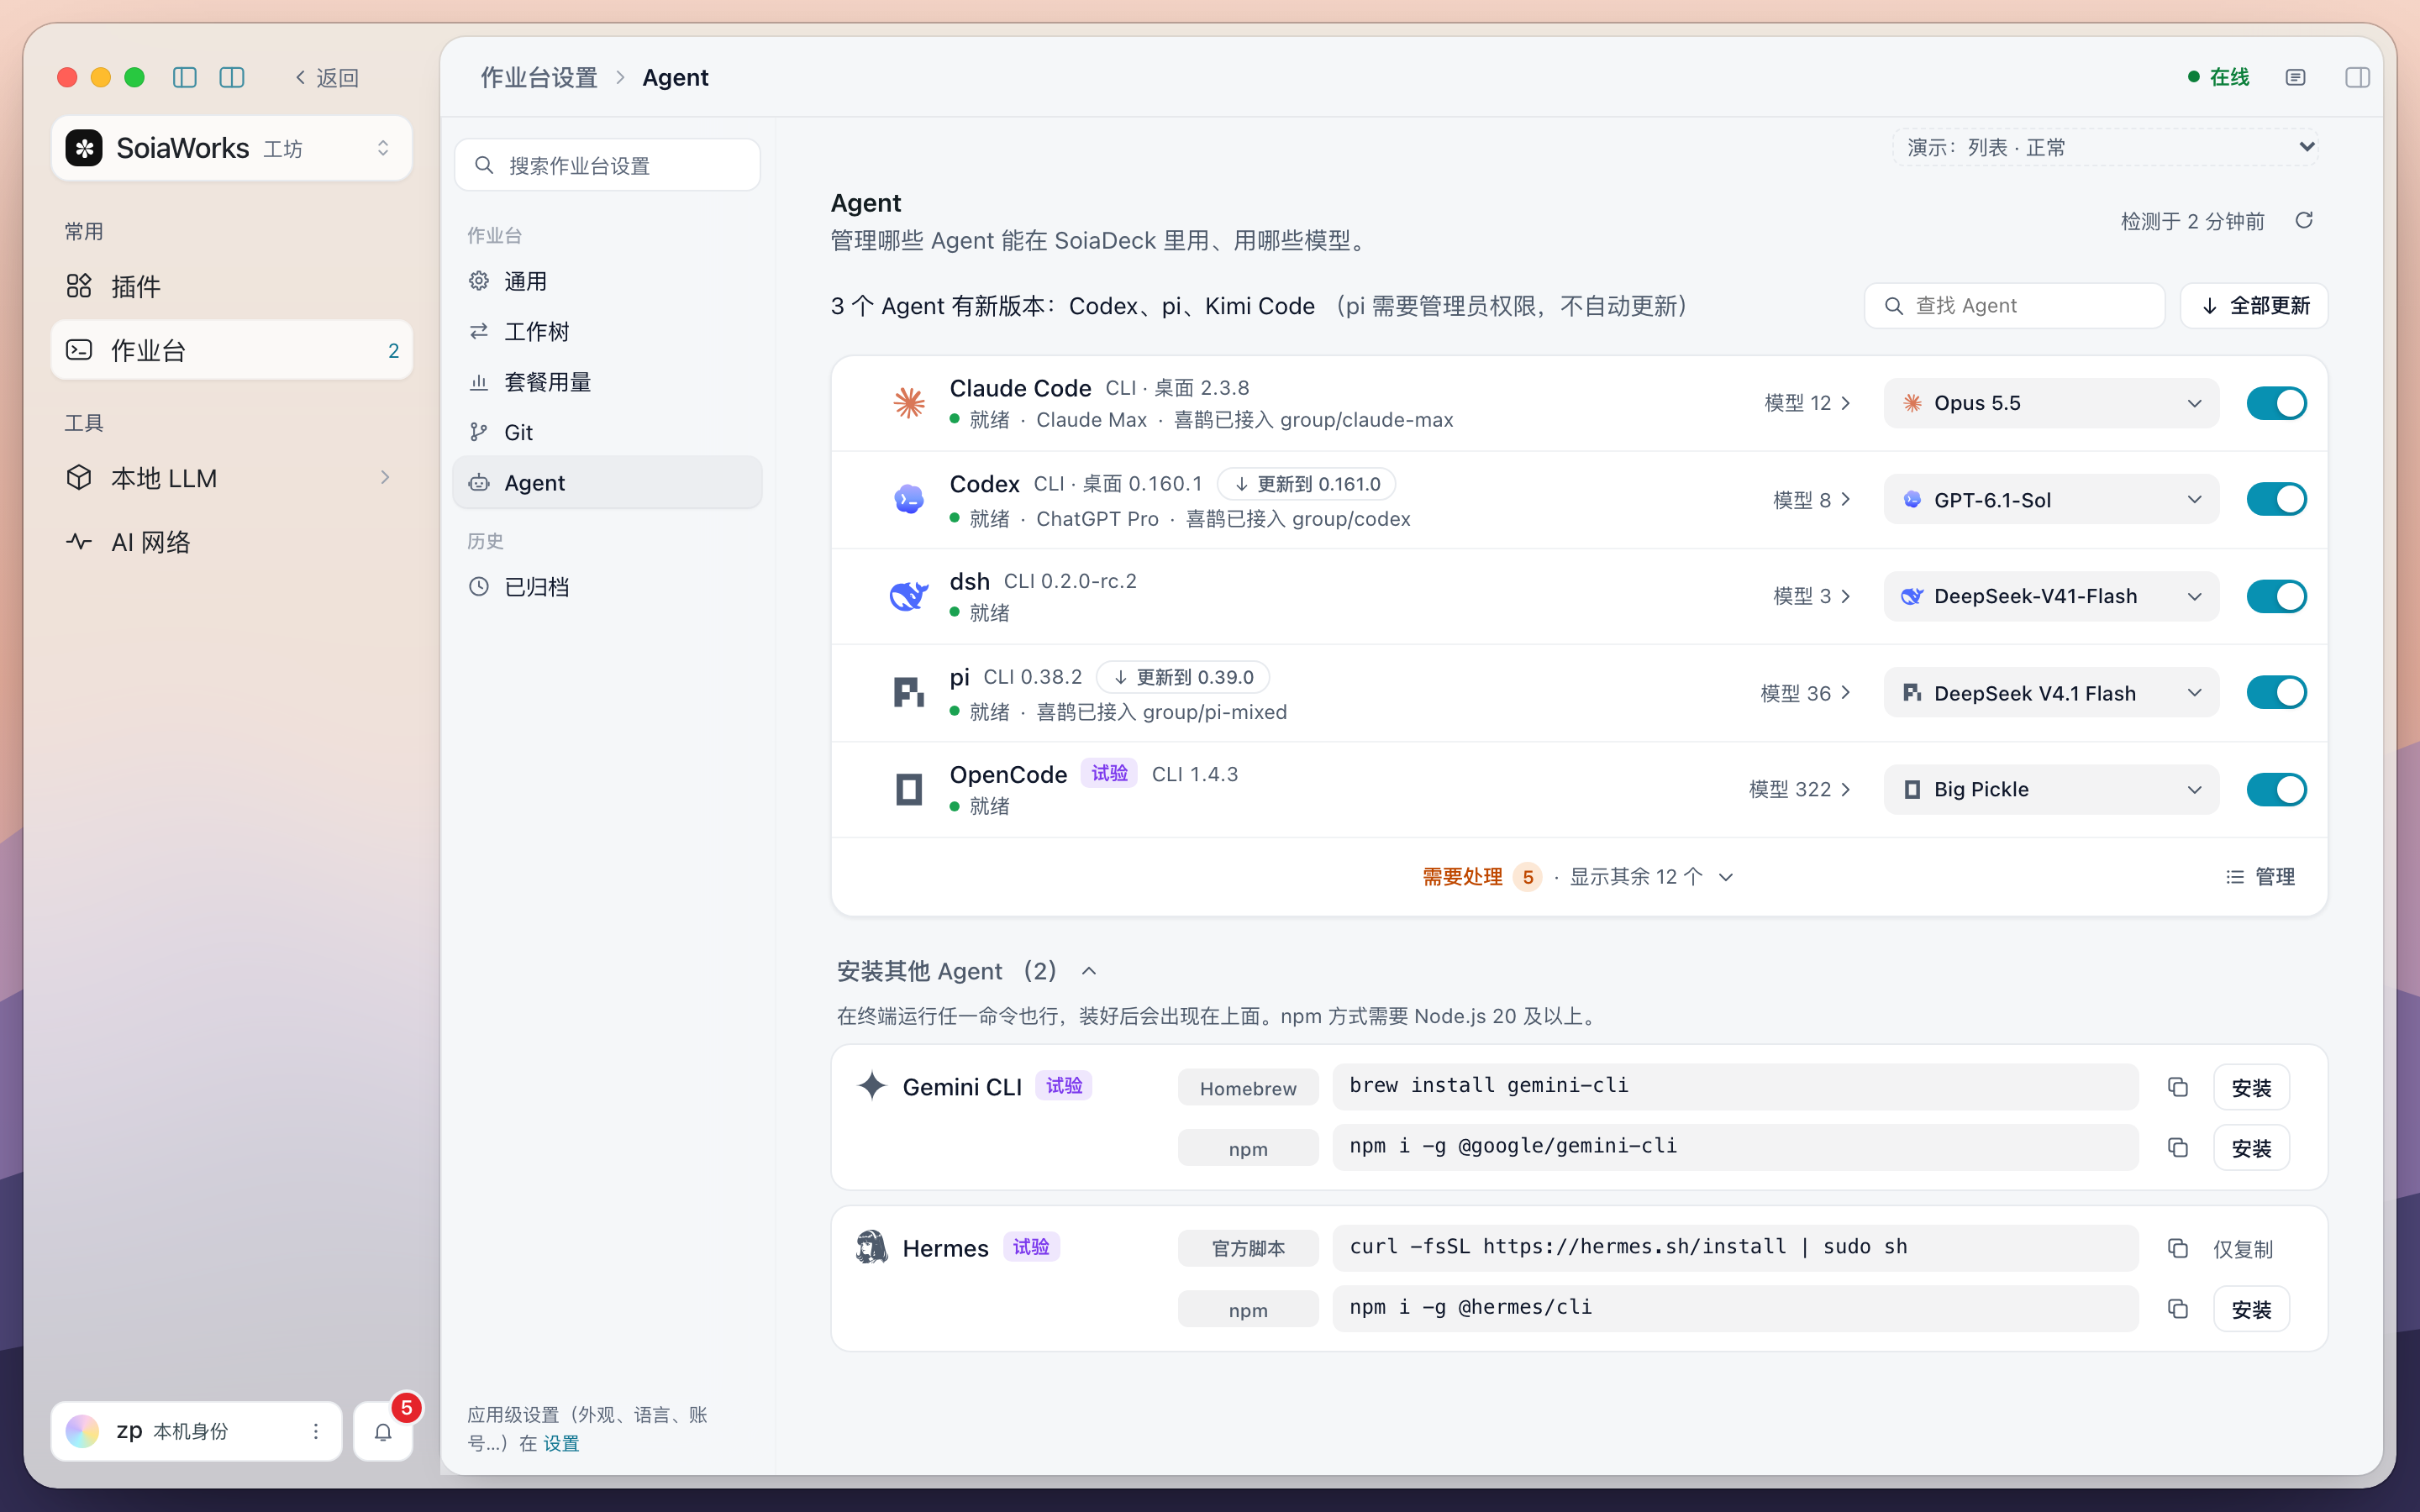 返回
作业台设置 > Agent
在线
SoiaWorks 工坊
常用
插件
作业台 2
工具
本地 LLM
AI 网络
搜索作业台设置
作业台
通用
工作树
套餐用量
Git
Agent
历史
已归档
演示：列表 · 正常
Agent
管理哪些 Agent 能在 SoiaDeck 里用、用哪些模型。
检测于 2 分钟前
3 个 Agent 有新版本：Codex、pi、Kimi Code （pi 需要管理员权限，不自动更新）
查找 Agent
全部更新
Claude Code CLI · 桌面 2.3.8
就绪 · Claude Max · 喜鹊已接入 group/claude-max
模型 12
Opus 5.5
Codex CLI · 桌面 0.160.1 更新到 0.161.0
就绪 · ChatGPT Pro · 喜鹊已接入 group/codex
模型 8
GPT-6.1-Sol
dsh CLI 0.2.0-rc.2
就绪
模型 3
DeepSeek-V41-Flash
pi CLI 0.38.2 更新到 0.39.0
就绪 · 喜鹊已接入 group/pi-mixed
模型 36
DeepSeek V4.1 Flash
OpenCode 试验 CLI 1.4.3
就绪
模型 322
Big Pickle
需要处理 5 · 显示其余 12 个
管理
安装其他 Agent （2）
在终端运行任一命令也行，装好后会出现在上面。npm 方式需要 Node.js 20 及以上。
Gemini CLI 试验
Homebrew brew install gemini-cli 安装
npm npm i -g @google/gemini-cli 安装
Hermes 试验
官方脚本 curl -fsSL https://hermes.sh/install | sudo sh 仅复制
npm npm i -g @hermes/cli 安装
应用级设置（外观、语言、账
号…）在 设置
zp 本机身份
5